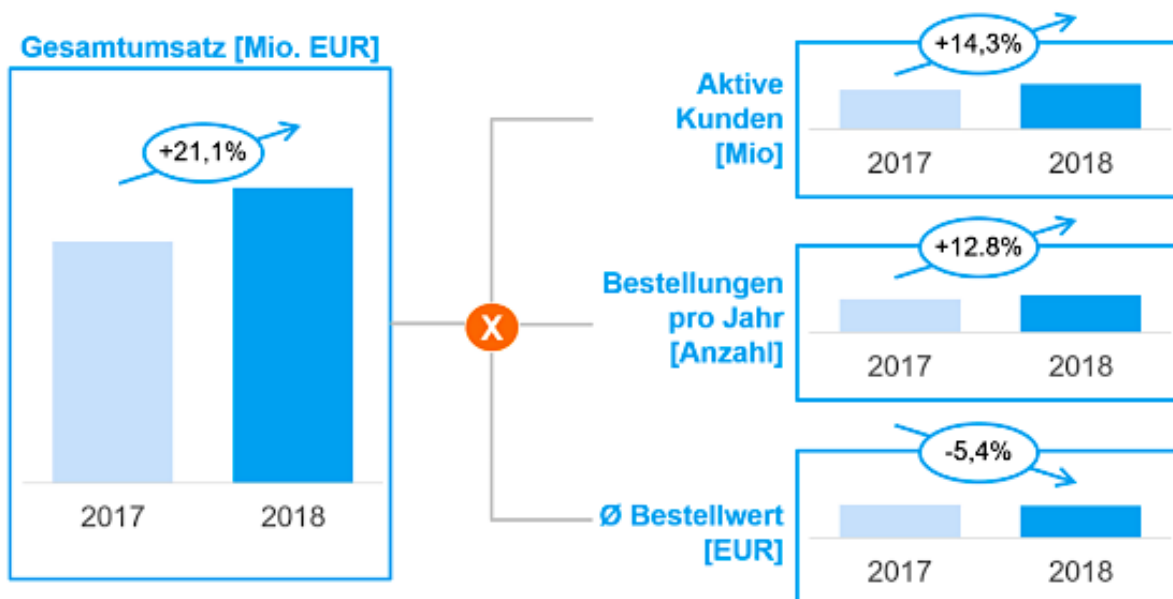 Gesamtumsatz [Mio. EUR]
+21,1%
2017
2018
X
Aktive
Kunden
[Mio]
+14,3%
2017
2018
Bestellungen
pro Jahr
[Anzahl]
+12.8%
2017
2018
Ø Bestellwert
[EUR]
-5,4%
2017
2018